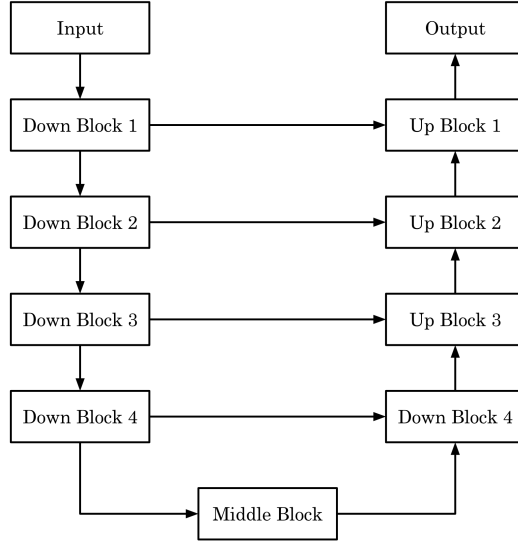 Input
Output
Down Block 1
Up Block 1
Down Block 2
Up Block 2
Down Block 3
Up Block 3
Down Block 4
Down Block 4
Middle Block